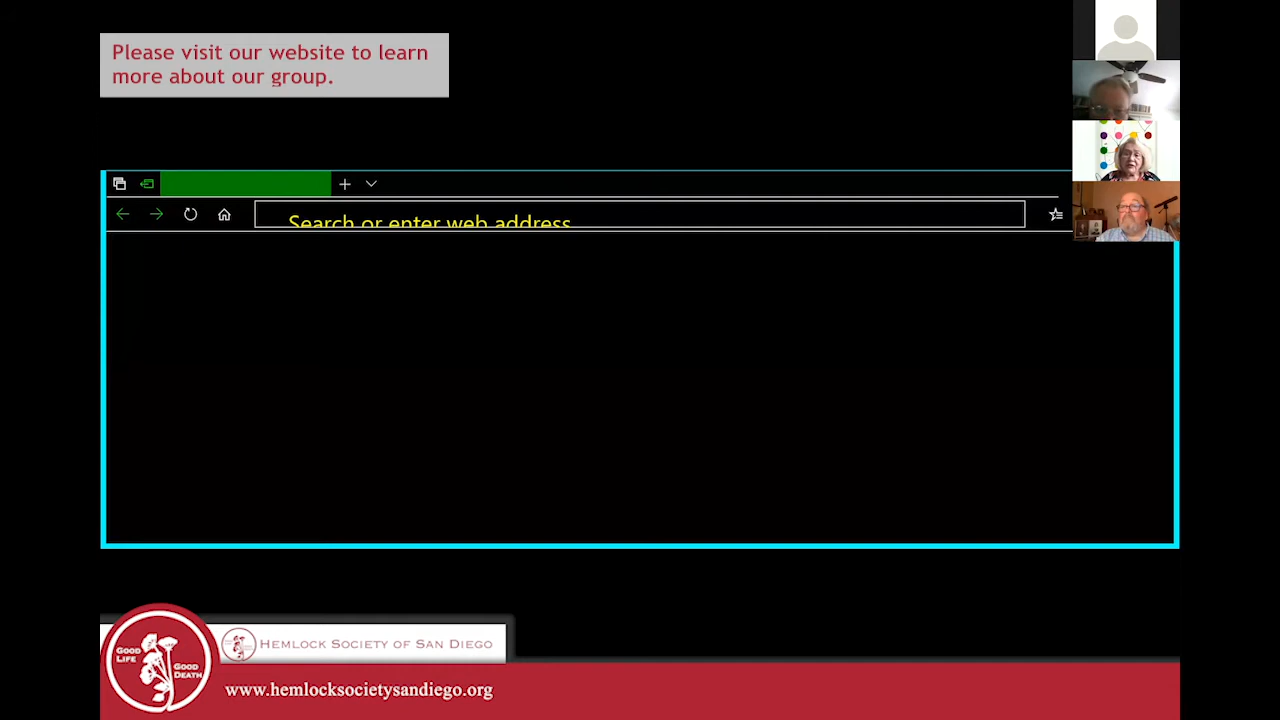 Please visit our website to learn
more about our group.
Search or enter web address
GOOD
LIFE
GOOD
DEATH
HEMLOCK SOCIETY OF SAN DIEGO
www.hemlocksocietysandiego.org